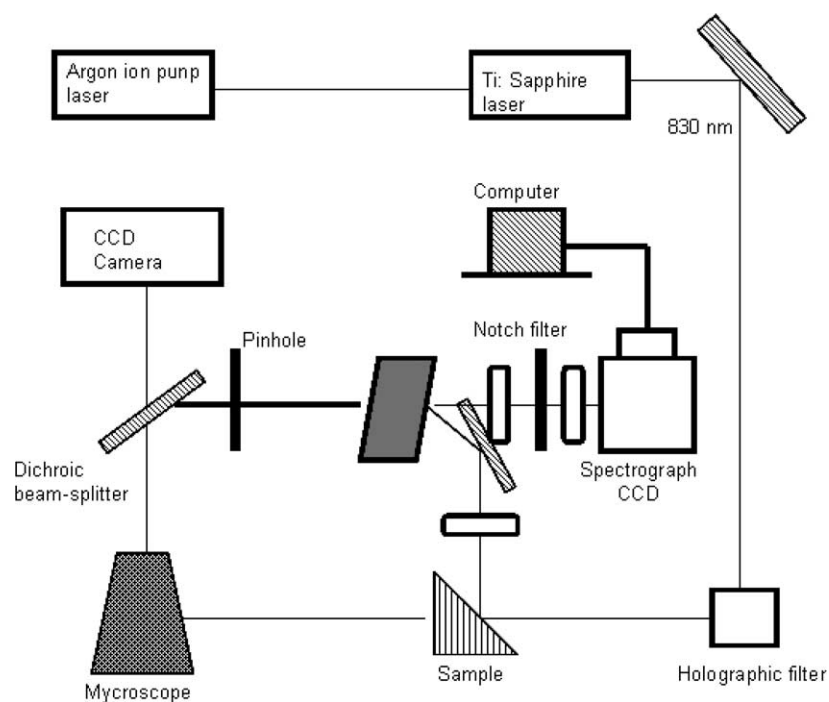 Argon ion punp
laser
Ti: Sapphire
laser
830 nm
Computer
CCD
Camera
Pinhole
Notch filter
Dichroic
beam-splitter
Spectrograph
CCD
Mycroscope
Sample
Holographic filter